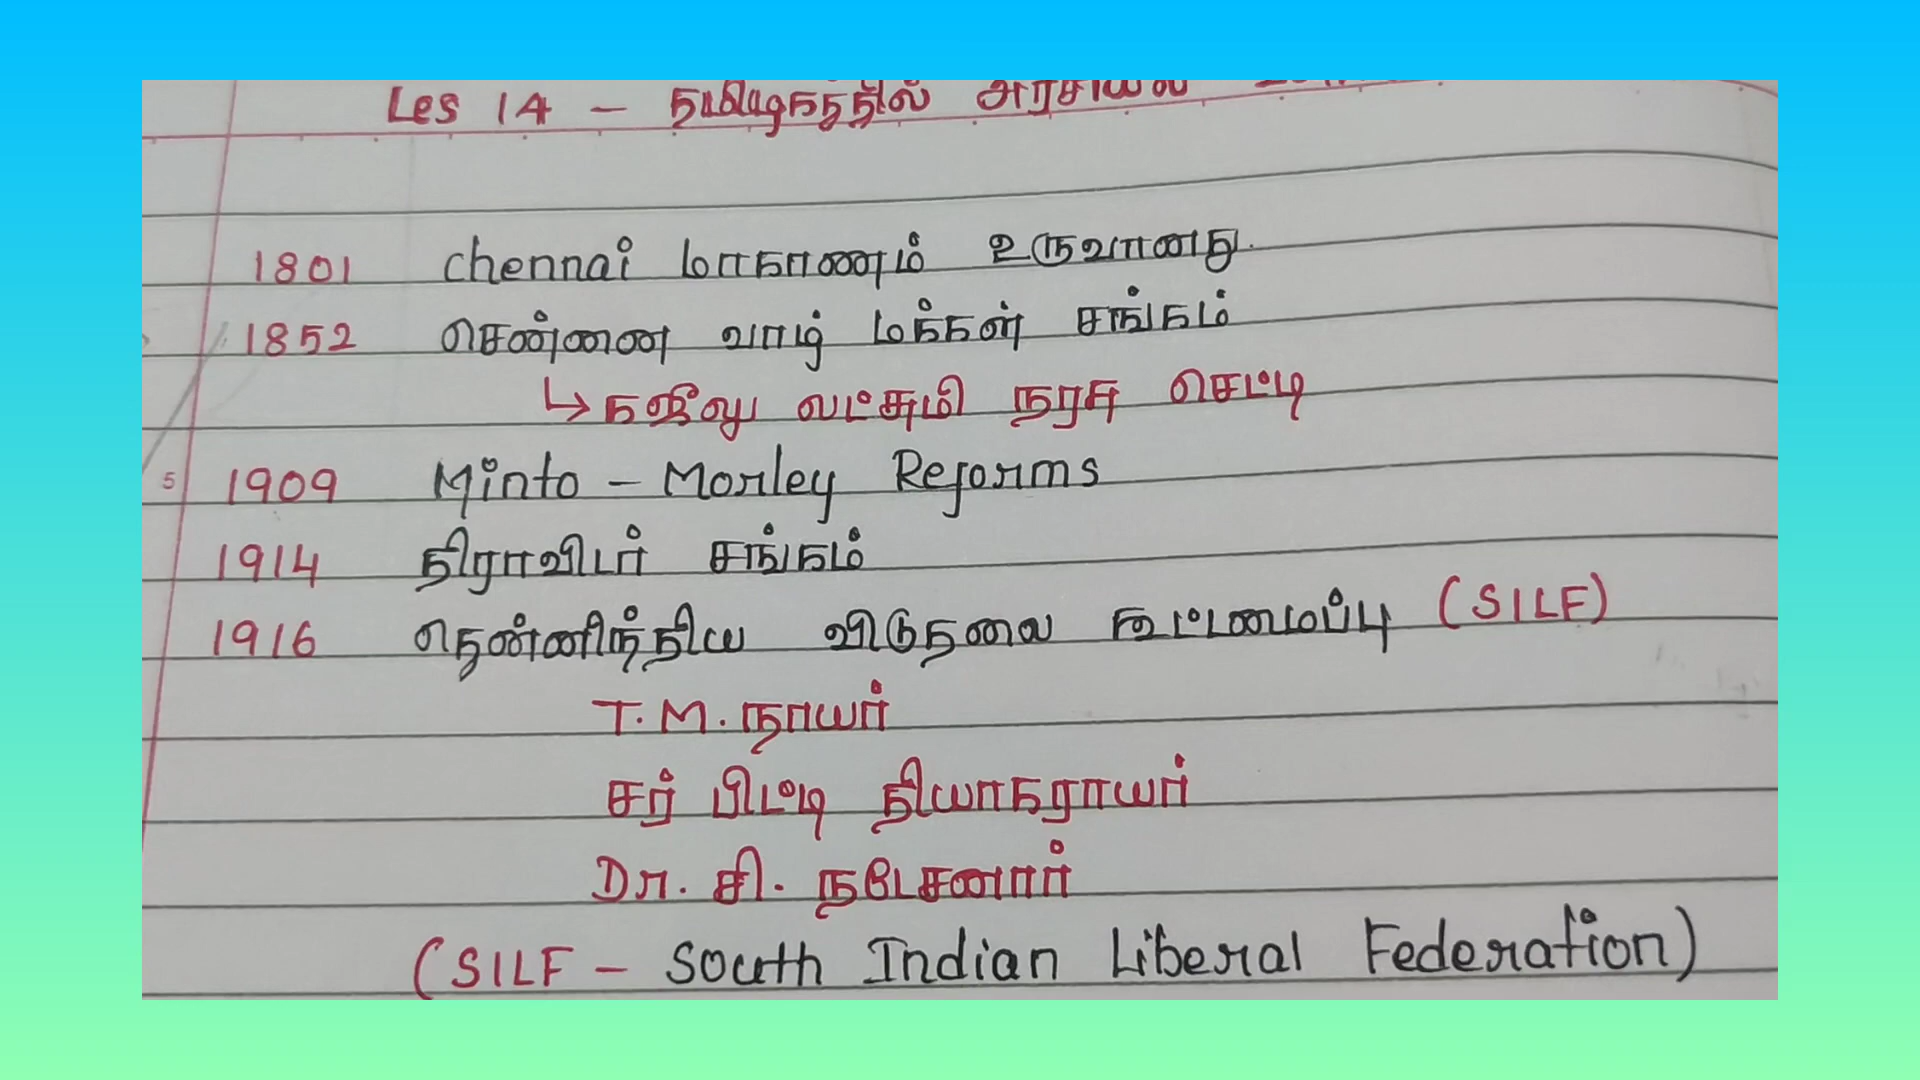 Les 14 – தமிழகத்தில் அரசியல்
1801 Chennai மாகாணம் உருவானது.
1852 சென்னை வாழ் மக்கள் சங்கம்
↳ கஜீலு லட்சுமி நரசு செட்டி
5 1909 Minto – Morley Reforms
1914 திராவிடர் சங்கம்
1916 தென்னிந்திய விடுதலை கூட்டமைப்பு (SILF)
T.M. நாயர்
சர் பிட்டி தியாகராயர்
Dr. சி. நடேசனார்
(SILF – South Indian Liberal Federation)